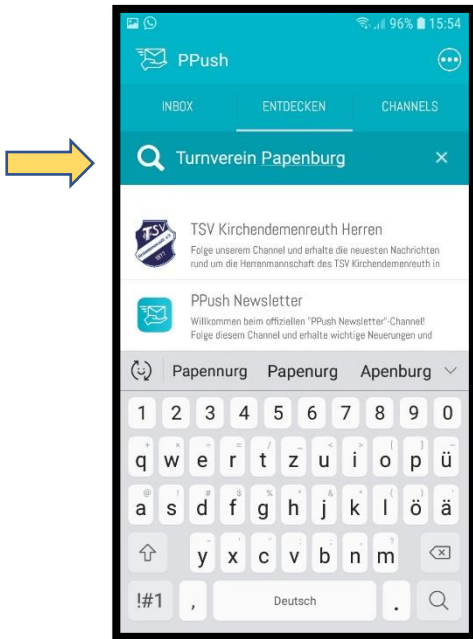 96% 15:54
PPush
INBOX ENTDECKEN CHANNELS
Turnverein Papenburg ×
TSV Kirchendemenreuth Herren
Folge unserem Channel und erhalte die neuesten Nachrichten
rund um die Herrenmannschaft des TSV Kirchendemenreuth in
TSV
1977
PPush Newsletter
Willkommen beim offiziellen "PPush Newsletter"-Channel!
Folge diesem Channel und erhalte wichtige Neuerungen und
Papennurg Papenurg Apenburg
1 2 3 4 5 6 7 8 9 0
q w e r t z u i o p ü
a s d f g h j k l ö ä
y x c v b n m
!#1 , Deutsch .